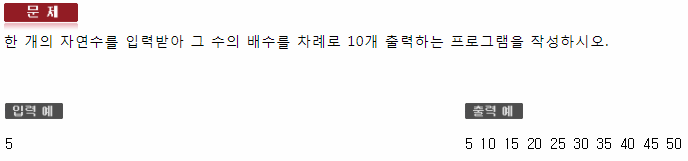 문 제
한 개의 자연수를 입력받아 그 수의 배수를 차례로 10개 출력하는 프로그램을 작성하시오.
입력 예
5
출력 예
5 10 15 20 25 30 35 40 45 50